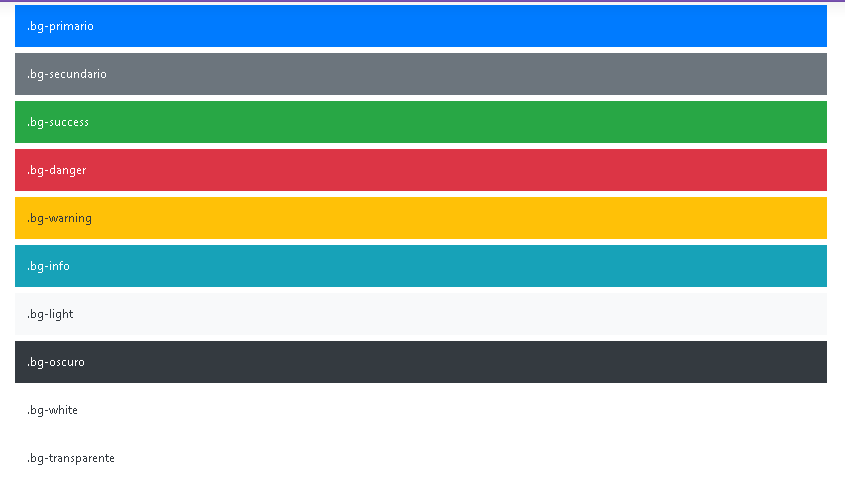 .bg-primario
.bg-secundario
.bg-success
.bg-danger
.bg-warning
.bg-info
.bg-light
.bg-oscuro
.bg-white
.bg-transparente